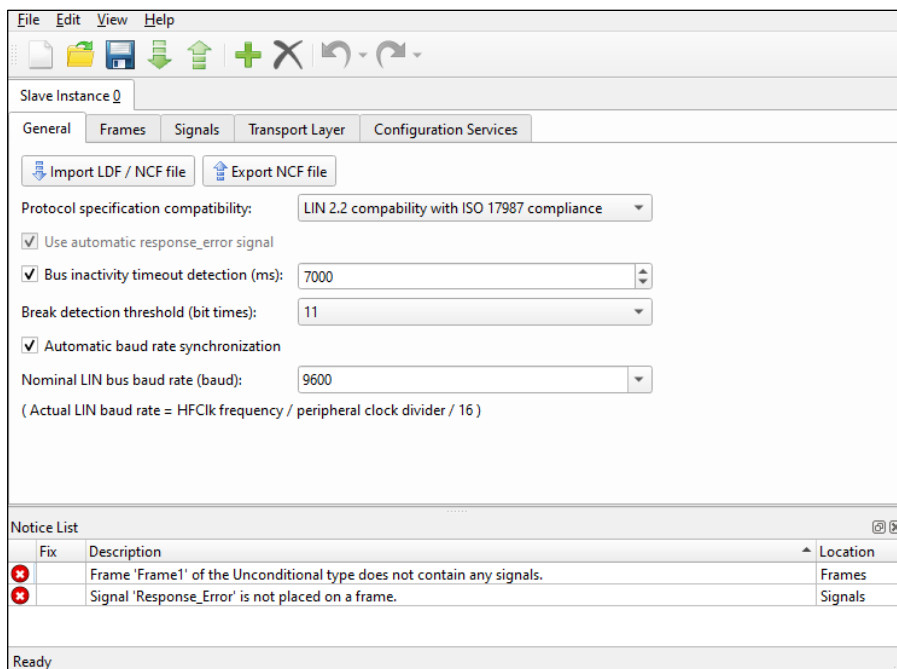 File Edit View Help
Slave Instance 0
General Frames Signals Transport Layer Configuration Services
Import LDF / NCF file Export NCF file
Protocol specification compatibility: LIN 2.2 compability with ISO 17987 compliance
Use automatic response_error signal
Bus inactivity timeout detection (ms): 7000
Break detection threshold (bit times): 11
Automatic baud rate synchronization
Nominal LIN bus baud rate (baud): 9600
( Actual LIN baud rate = HFClk frequency / peripheral clock divider / 16 )
Notice List
Fix Description Location
Frame 'Frame1' of the Unconditional type does not contain any signals. Frames
Signal 'Response_Error' is not placed on a frame. Signals
Ready